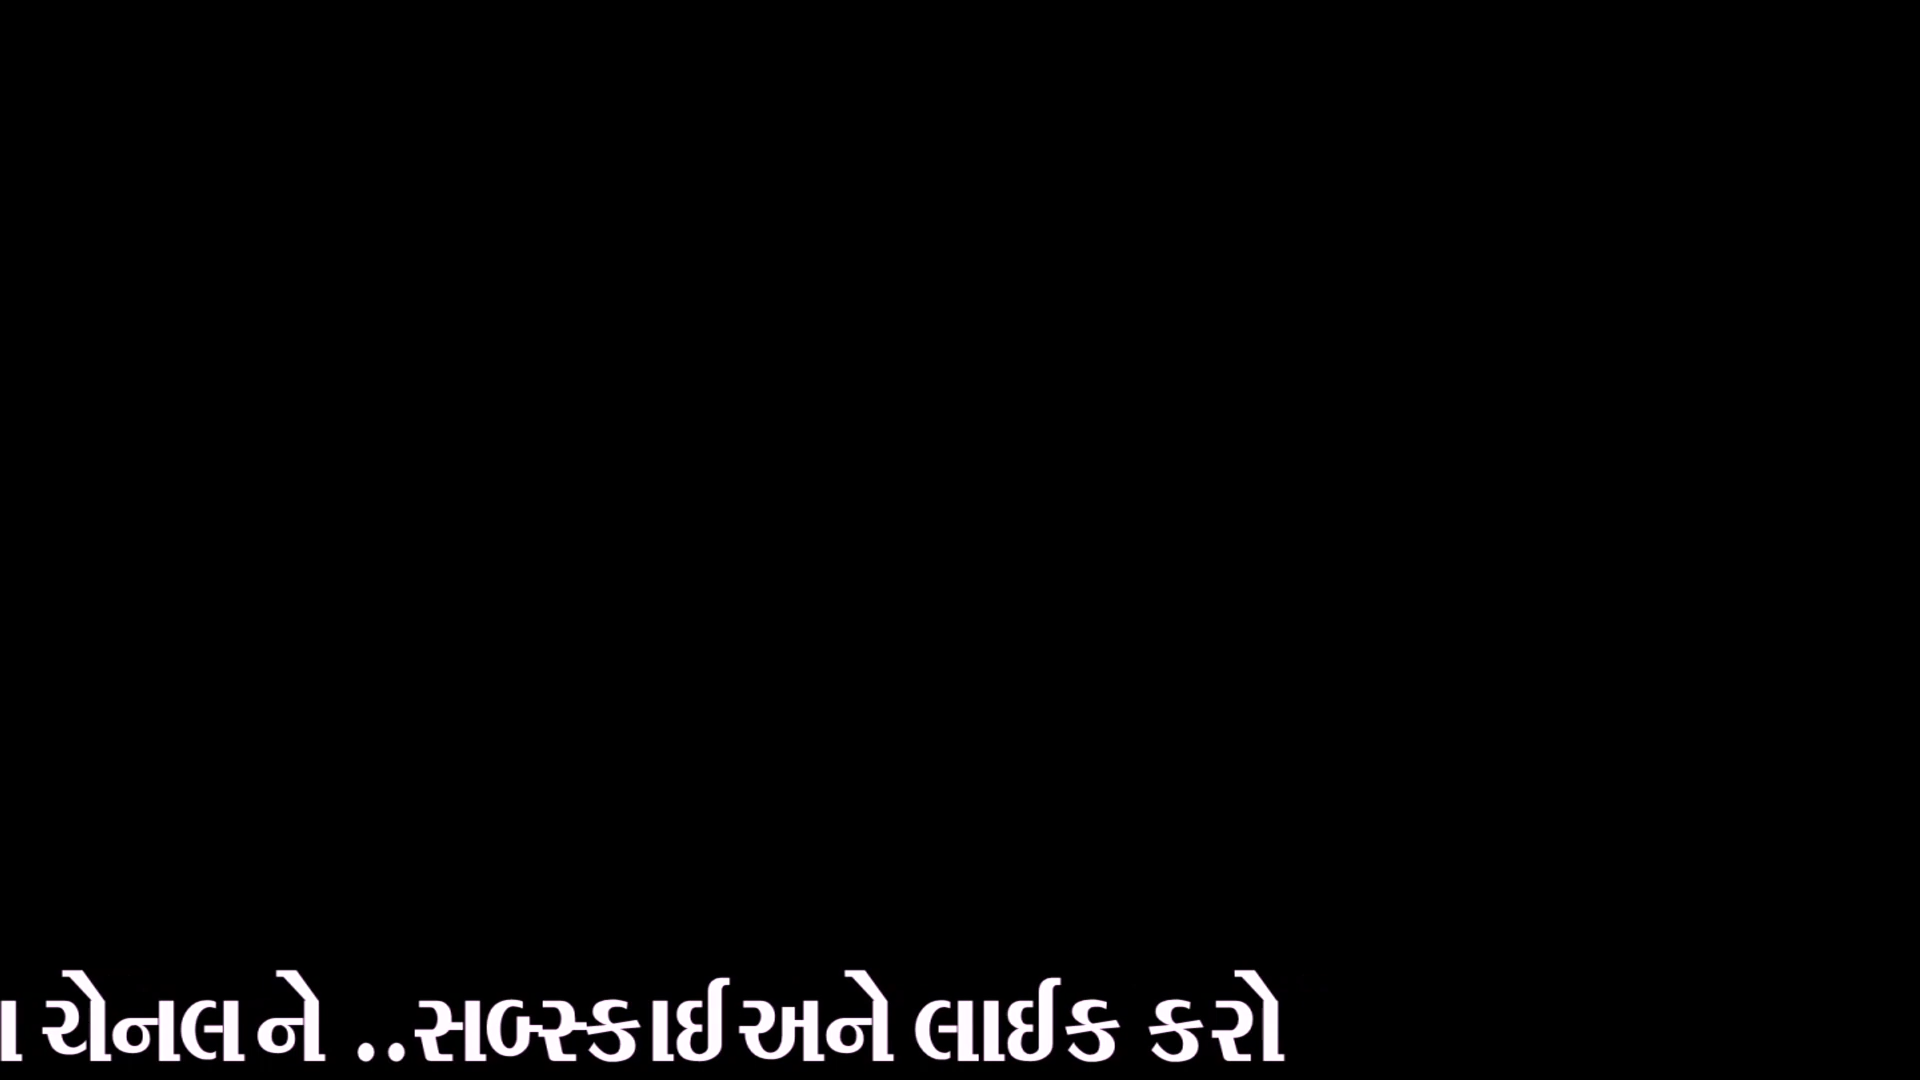 ા ચેનલ ને ..સબ્સ્કાઈ અને લાઈક કરો